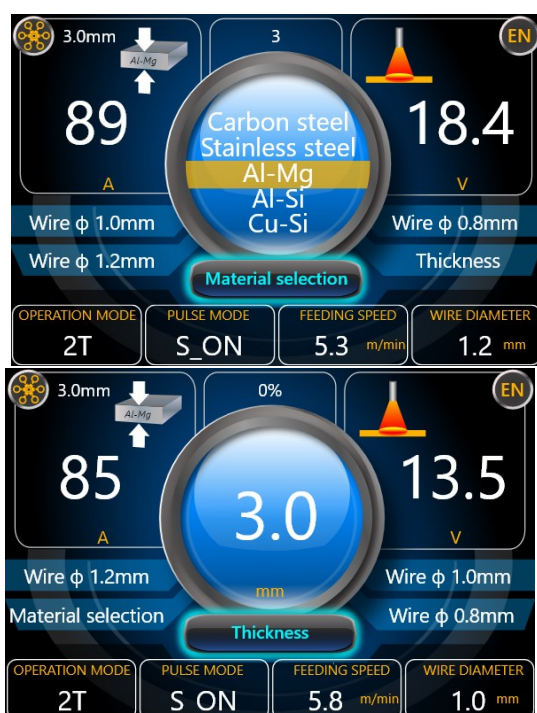 3.0mm
3
EN
Al-Mg
89
A
18.4
V
Carbon steel
Stainless steel
Al-Mg
Al-Si
Cu-Si
Wire ϕ 1.0mm
Wire ϕ 0.8mm
Wire ϕ 1.2mm
Thickness
Material selection
OPERATION MODE
2T
PULSE MODE
S_ON
FEEDING SPEED
5.3 m/min
WIRE DIAMETER
1.2 mm
3.0mm
0%
EN
Al-Mg
85
A
13.5
V
3.0
mm
Wire ϕ 1.2mm
Wire ϕ 1.0mm
Material selection
Wire ϕ 0.8mm
Thickness
OPERATION MODE
2T
PULSE MODE
S ON
FEEDING SPEED
5.8 m/min
WIRE DIAMETER
1.0 mm